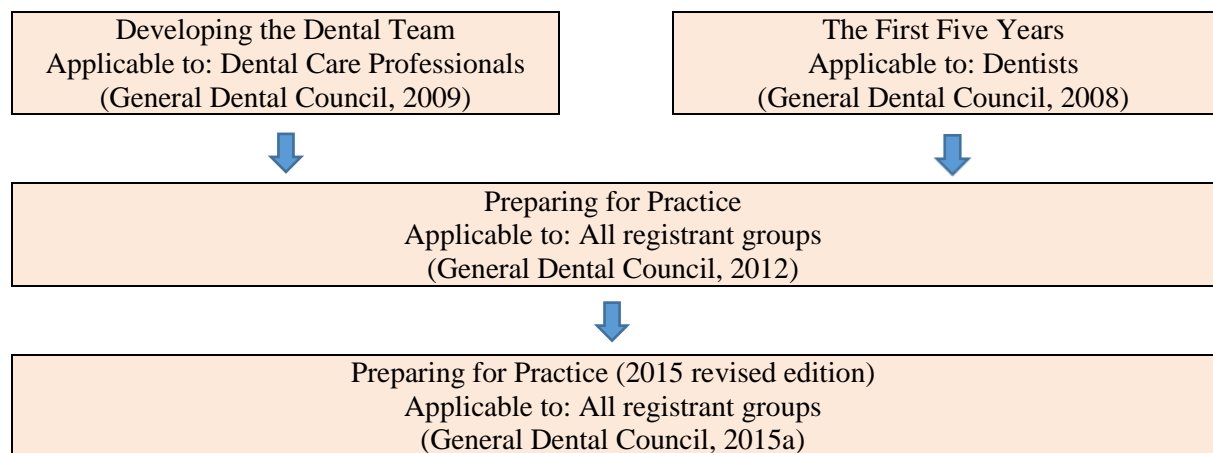 Developing the Dental Team
Applicable to: Dental Care Professionals
(General Dental Council, 2009)
The First Five Years
Applicable to: Dentists
(General Dental Council, 2008)
Preparing for Practice
Applicable to: All registrant groups
(General Dental Council, 2012)
Preparing for Practice (2015 revised edition)
Applicable to: All registrant groups
(General Dental Council, 2015a)